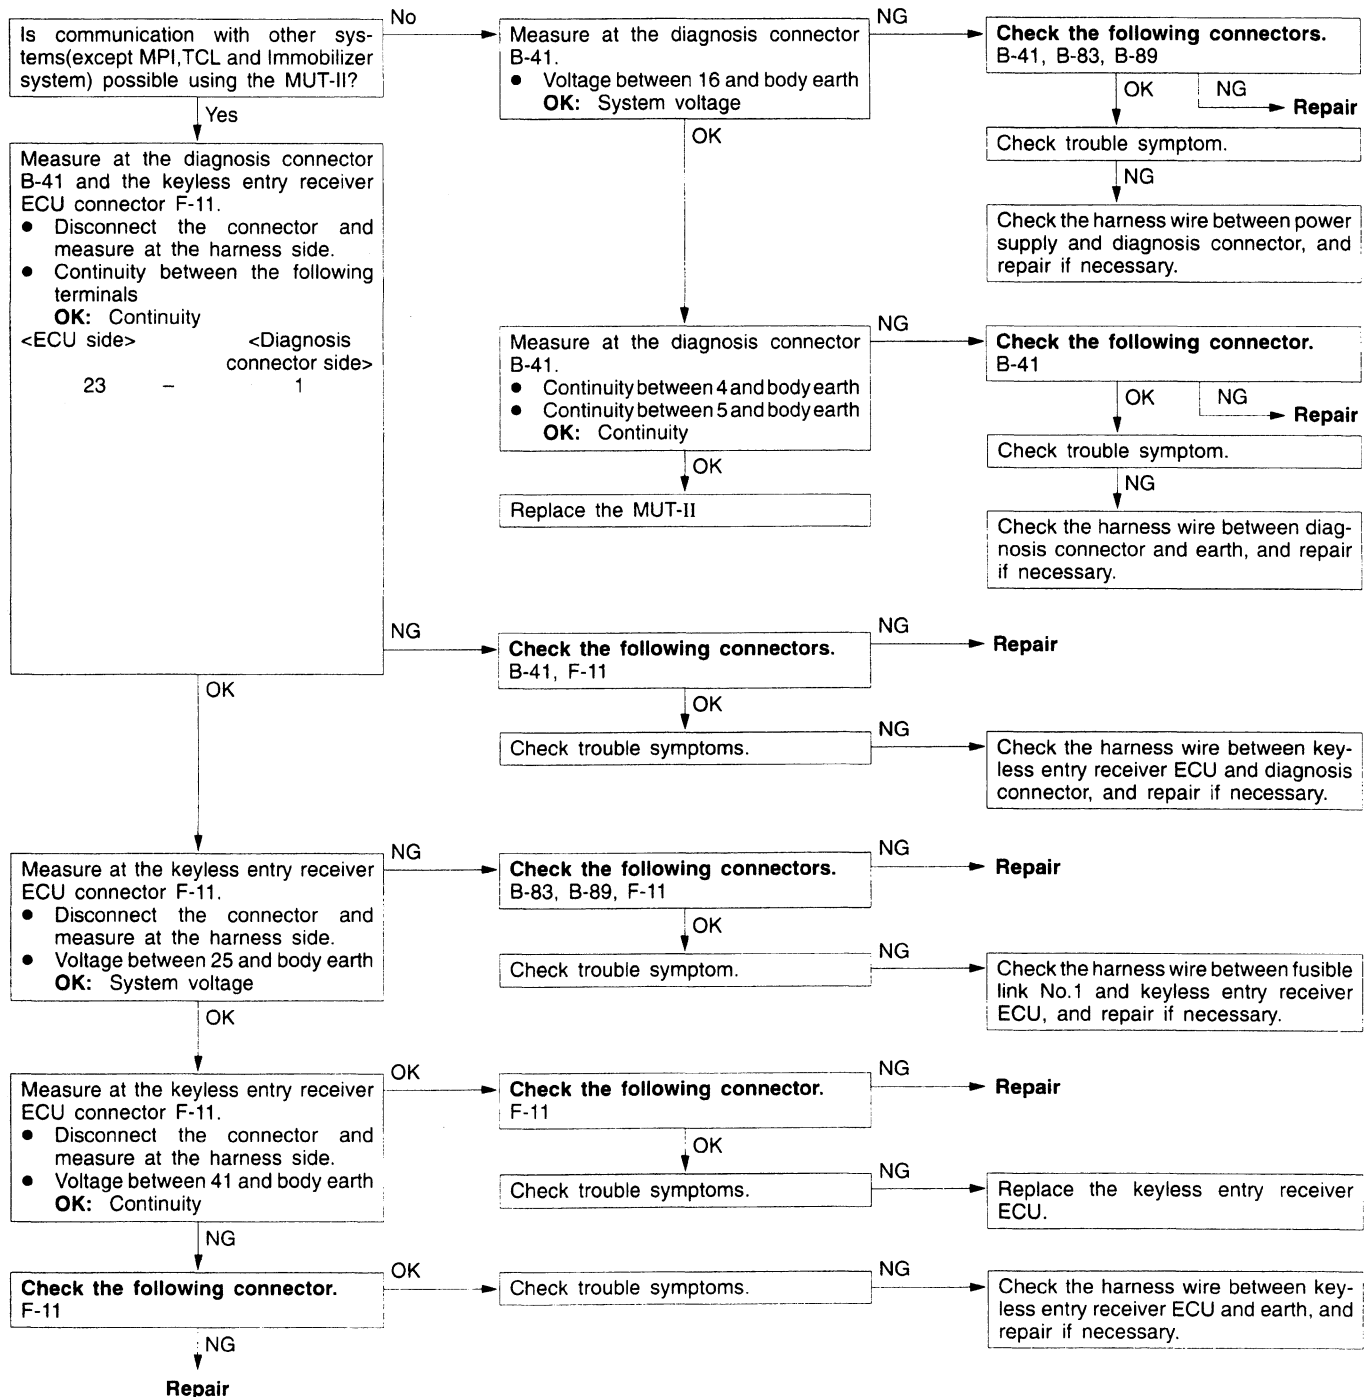 Is communication with other sys-
tems(except MPI,TCL and Immobilizer
system) possible using the MUT-II?
No
Yes
Measure at the diagnosis connector
B-41.
● Voltage between 16 and body earth
OK: System voltage
NG
OK
Check the following connectors.
B-41, B-83, B-89
OK
NG
Repair
Check trouble symptom.
NG
Check the harness wire between power
supply and diagnosis connector, and
repair if necessary.
Measure at the diagnosis connector
B-41 and the keyless entry receiver
ECU connector F-11.
● Disconnect the connector and
measure at the harness side.
● Continuity between the following
terminals
OK: Continuity
<ECU side> <Diagnosis
connector side>
23 – 1
NG
OK
Measure at the diagnosis connector
B-41.
● Continuity between 4 and body earth
● Continuity between 5 and body earth
OK: Continuity
NG
OK
Replace the MUT-II
Check the following connector.
B-41
OK
NG
Repair
Check trouble symptom.
NG
Check the harness wire between diag-
nosis connector and earth, and repair
if necessary.
Check the following connectors.
B-41, F-11
NG
Repair
OK
Check trouble symptoms.
NG
Check the harness wire between key-
less entry receiver ECU and diagnosis
connector, and repair if necessary.
Measure at the keyless entry receiver
ECU connector F-11.
● Disconnect the connector and
measure at the harness side.
● Voltage between 25 and body earth
OK: System voltage
NG
OK
Check the following connectors.
B-83, B-89, F-11
NG
Repair
OK
Check trouble symptom.
NG
Check the harness wire between fusible
link No.1 and keyless entry receiver
ECU, and repair if necessary.
Measure at the keyless entry receiver
ECU connector F-11.
● Disconnect the connector and
measure at the harness side.
● Voltage between 41 and body earth
OK: Continuity
OK
NG
Check the following connector.
F-11
NG
Repair
OK
Check trouble symptoms.
NG
Replace the keyless entry receiver
ECU.
Check the following connector.
F-11
OK
NG
Repair
Check trouble symptoms.
NG
Check the harness wire between key-
less entry receiver ECU and earth, and
repair if necessary.